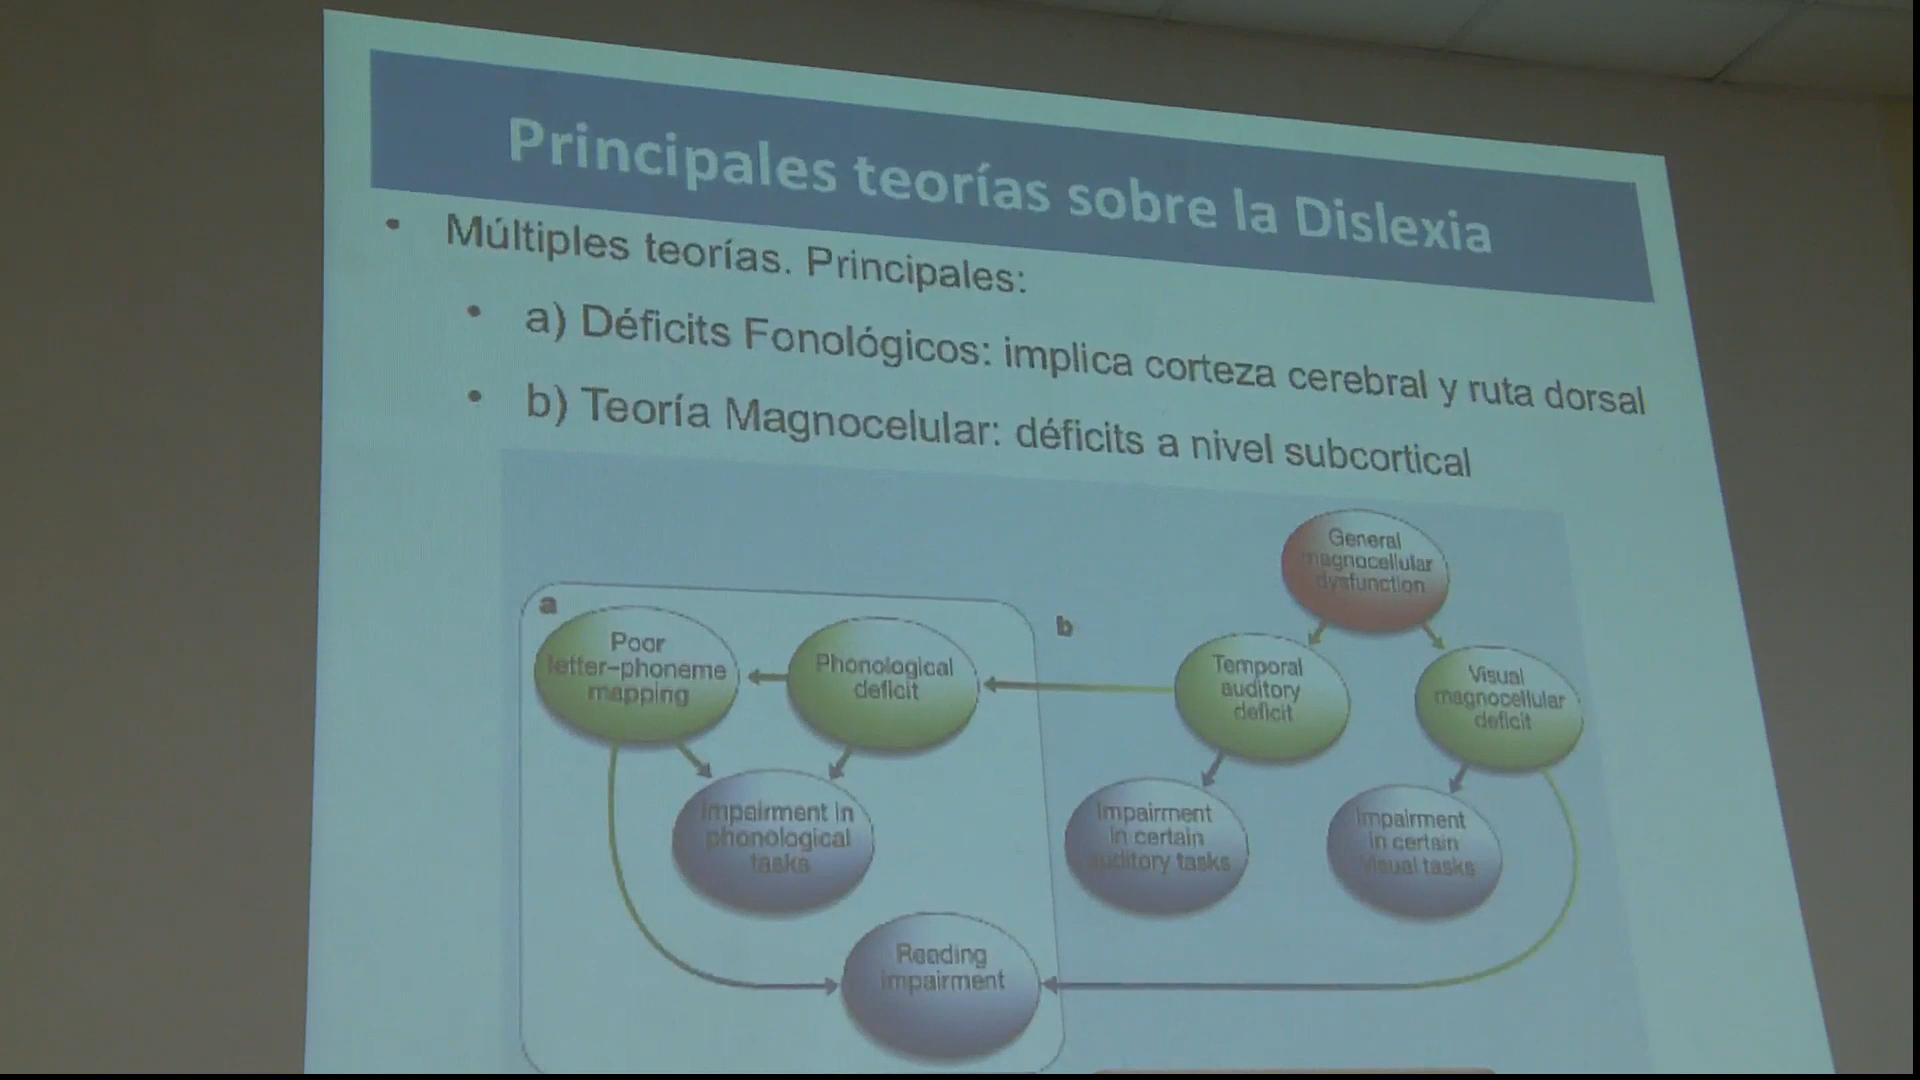 Principales teorías sobre la Dislexia
• Múltiples teorías. Principales:
• a) Déficits Fonológicos: implica corteza cerebral y ruta dorsal
• b) Teoría Magnocelular: déficits a nivel subcortical
General
magnocellular
dysfunction
a
b
Poor
letter-phoneme
mapping
Phonological
deficit
Temporal
auditory
deficit
Visual
magnocellular
deficit
Impairment in
phonological
tasks
Impairment
in certain
auditory tasks
Impairment
in certain
visual tasks
Reading
impairment